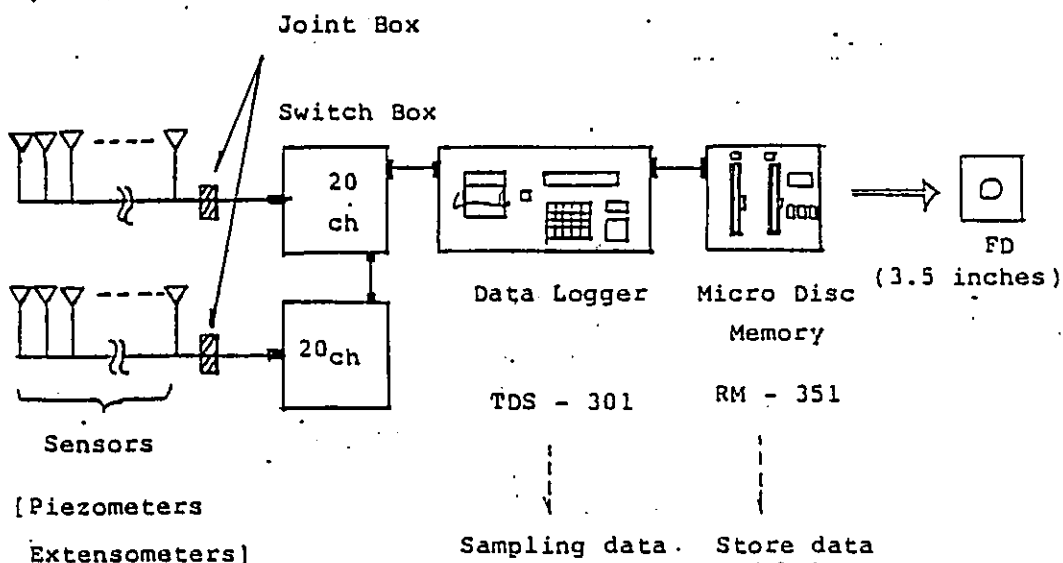 Joint Box
Switch Box
20
ch
20ch
Data Logger
Micro Disc
Memory
FD
(3.5 inches)
TDS - 301
RM - 351
Sensors
[Piezometers
Extensometers]
Sampling data.
Store data